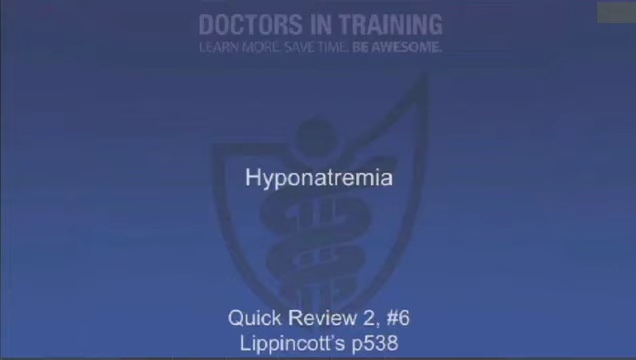 DOCTORS IN TRAINING
LEARN MORE. SAVE TIME. BE AWESOME.
Hyponatremia
Quick Review 2, #6
Lippincott's p538